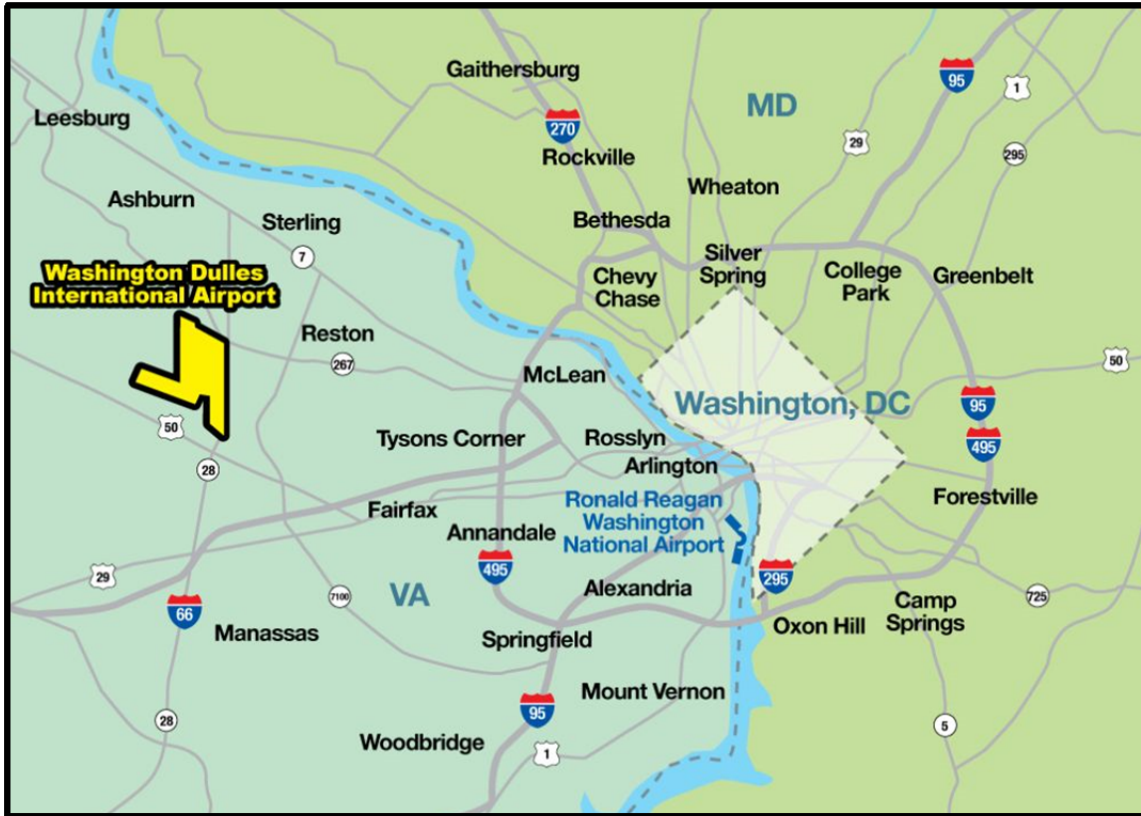 Gaithersburg
95
MD
1
Leesburg
270
29
Rockville
295
Wheaton
Ashburn
Sterling
Bethesda
7
Silver
Spring
College
Park
Greenbelt
Washington Dulles
International Airport
Chevy
Chase
Reston
267
50
McLean
Washington, DC
95
50
Tysons Corner
Rosslyn
495
28
Arlington
Fairfax
Ronald Reagan
Washington
National Airport
Forestville
Annandale
495
29
295
VA
7100
Alexandria
Camp
Springs
725
66
Manassas
Springfield
Oxon Hill
Mount Vernon
95
28
5
Woodbridge
1